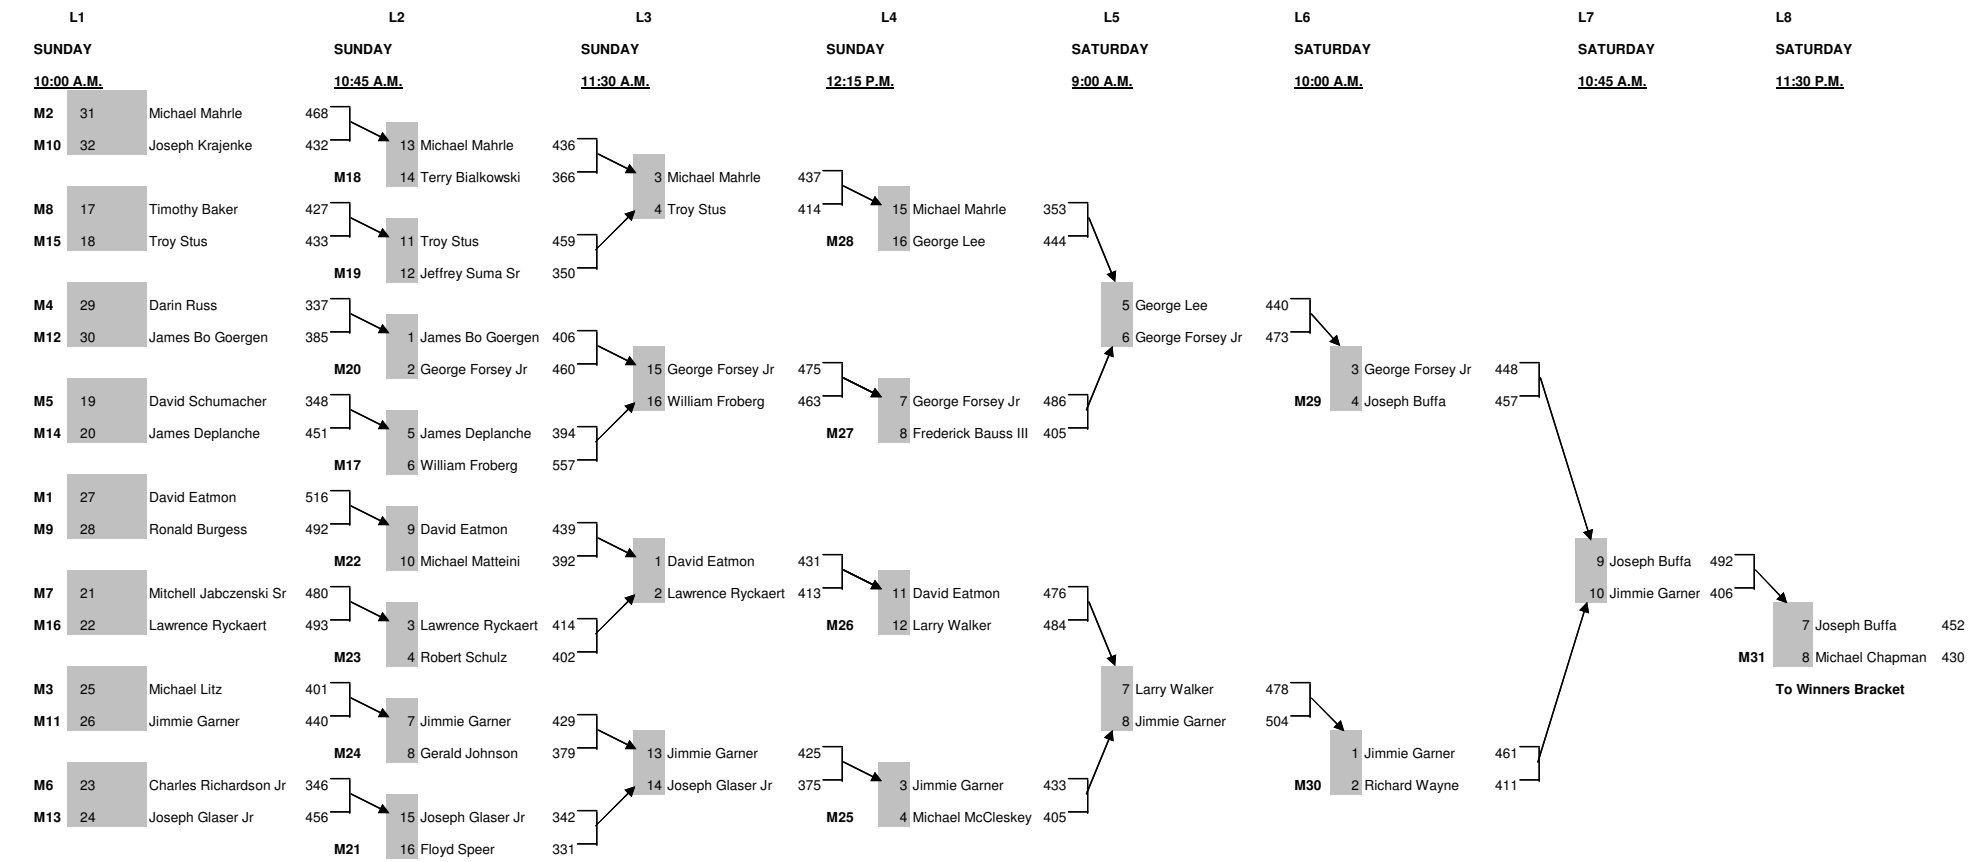 L1 L2 L3 L4 L5 L6 L7 L8
SUNDAY SUNDAY SUNDAY SUNDAY SATURDAY SATURDAY SATURDAY SATURDAY
10:00 A.M. 10:45 A.M. 11:30 A.M. 12:15 P.M. 9:00 A.M. 10:00 A.M. 10:45 A.M. 11:30 P.M.
M2 31 Michael Mahrle 468
M10 32 Joseph Krajenke 432 13 Michael Mahrle 436
M18 14 Terry Bialkowski 366 3 Michael Mahrle 437
M8 17 Timothy Baker 427 4 Troy Stus 414 15 Michael Mahrle 353
M15 18 Troy Stus 433 11 Troy Stus 459 M28 16 George Lee 444
M19 12 Jeffrey Suma Sr 350
M4 29 Darin Russ 337 5 George Lee 440
M12 30 James Bo Goergen 385 1 James Bo Goergen 406 6 George Forsey Jr 473
M20 2 George Forsey Jr 460 15 George Forsey Jr 475 3 George Forsey Jr 448
M5 19 David Schumacher 348 16 William Froberg 463 7 George Forsey Jr 486 M29 4 Joseph Buffa 457
M14 20 James Deplanche 451 5 James Deplanche 394 M27 8 Frederick Bauss III 405
M17 6 William Froberg 557
M1 27 David Eatmon 516
M9 28 Ronald Burgess 492 9 David Eatmon 439
M22 10 Michael Matteini 392 1 David Eatmon 431 9 Joseph Buffa 492
M7 21 Mitchell Jabczenski Sr 480 2 Lawrence Ryckaert 413 11 David Eatmon 476 10 Jimmie Garner 406
M16 22 Lawrence Ryckaert 493 3 Lawrence Ryckaert 414 M26 12 Larry Walker 484 7 Joseph Buffa 452
M23 4 Robert Schulz 402 M31 8 Michael Chapman 430
M3 25 Michael Litz 401 7 Larry Walker 478 To Winners Bracket
M11 26 Jimmie Garner 440 7 Jimmie Garner 429 8 Jimmie Garner 504
M24 8 Gerald Johnson 379 13 Jimmie Garner 425 1 Jimmie Garner 461
M6 23 Charles Richardson Jr 346 14 Joseph Glaser Jr 375 3 Jimmie Garner 433 M30 2 Richard Wayne 411
M13 24 Joseph Glaser Jr 456 15 Joseph Glaser Jr 342 M25 4 Michael McCleskey 405
M21 16 Floyd Speer 331